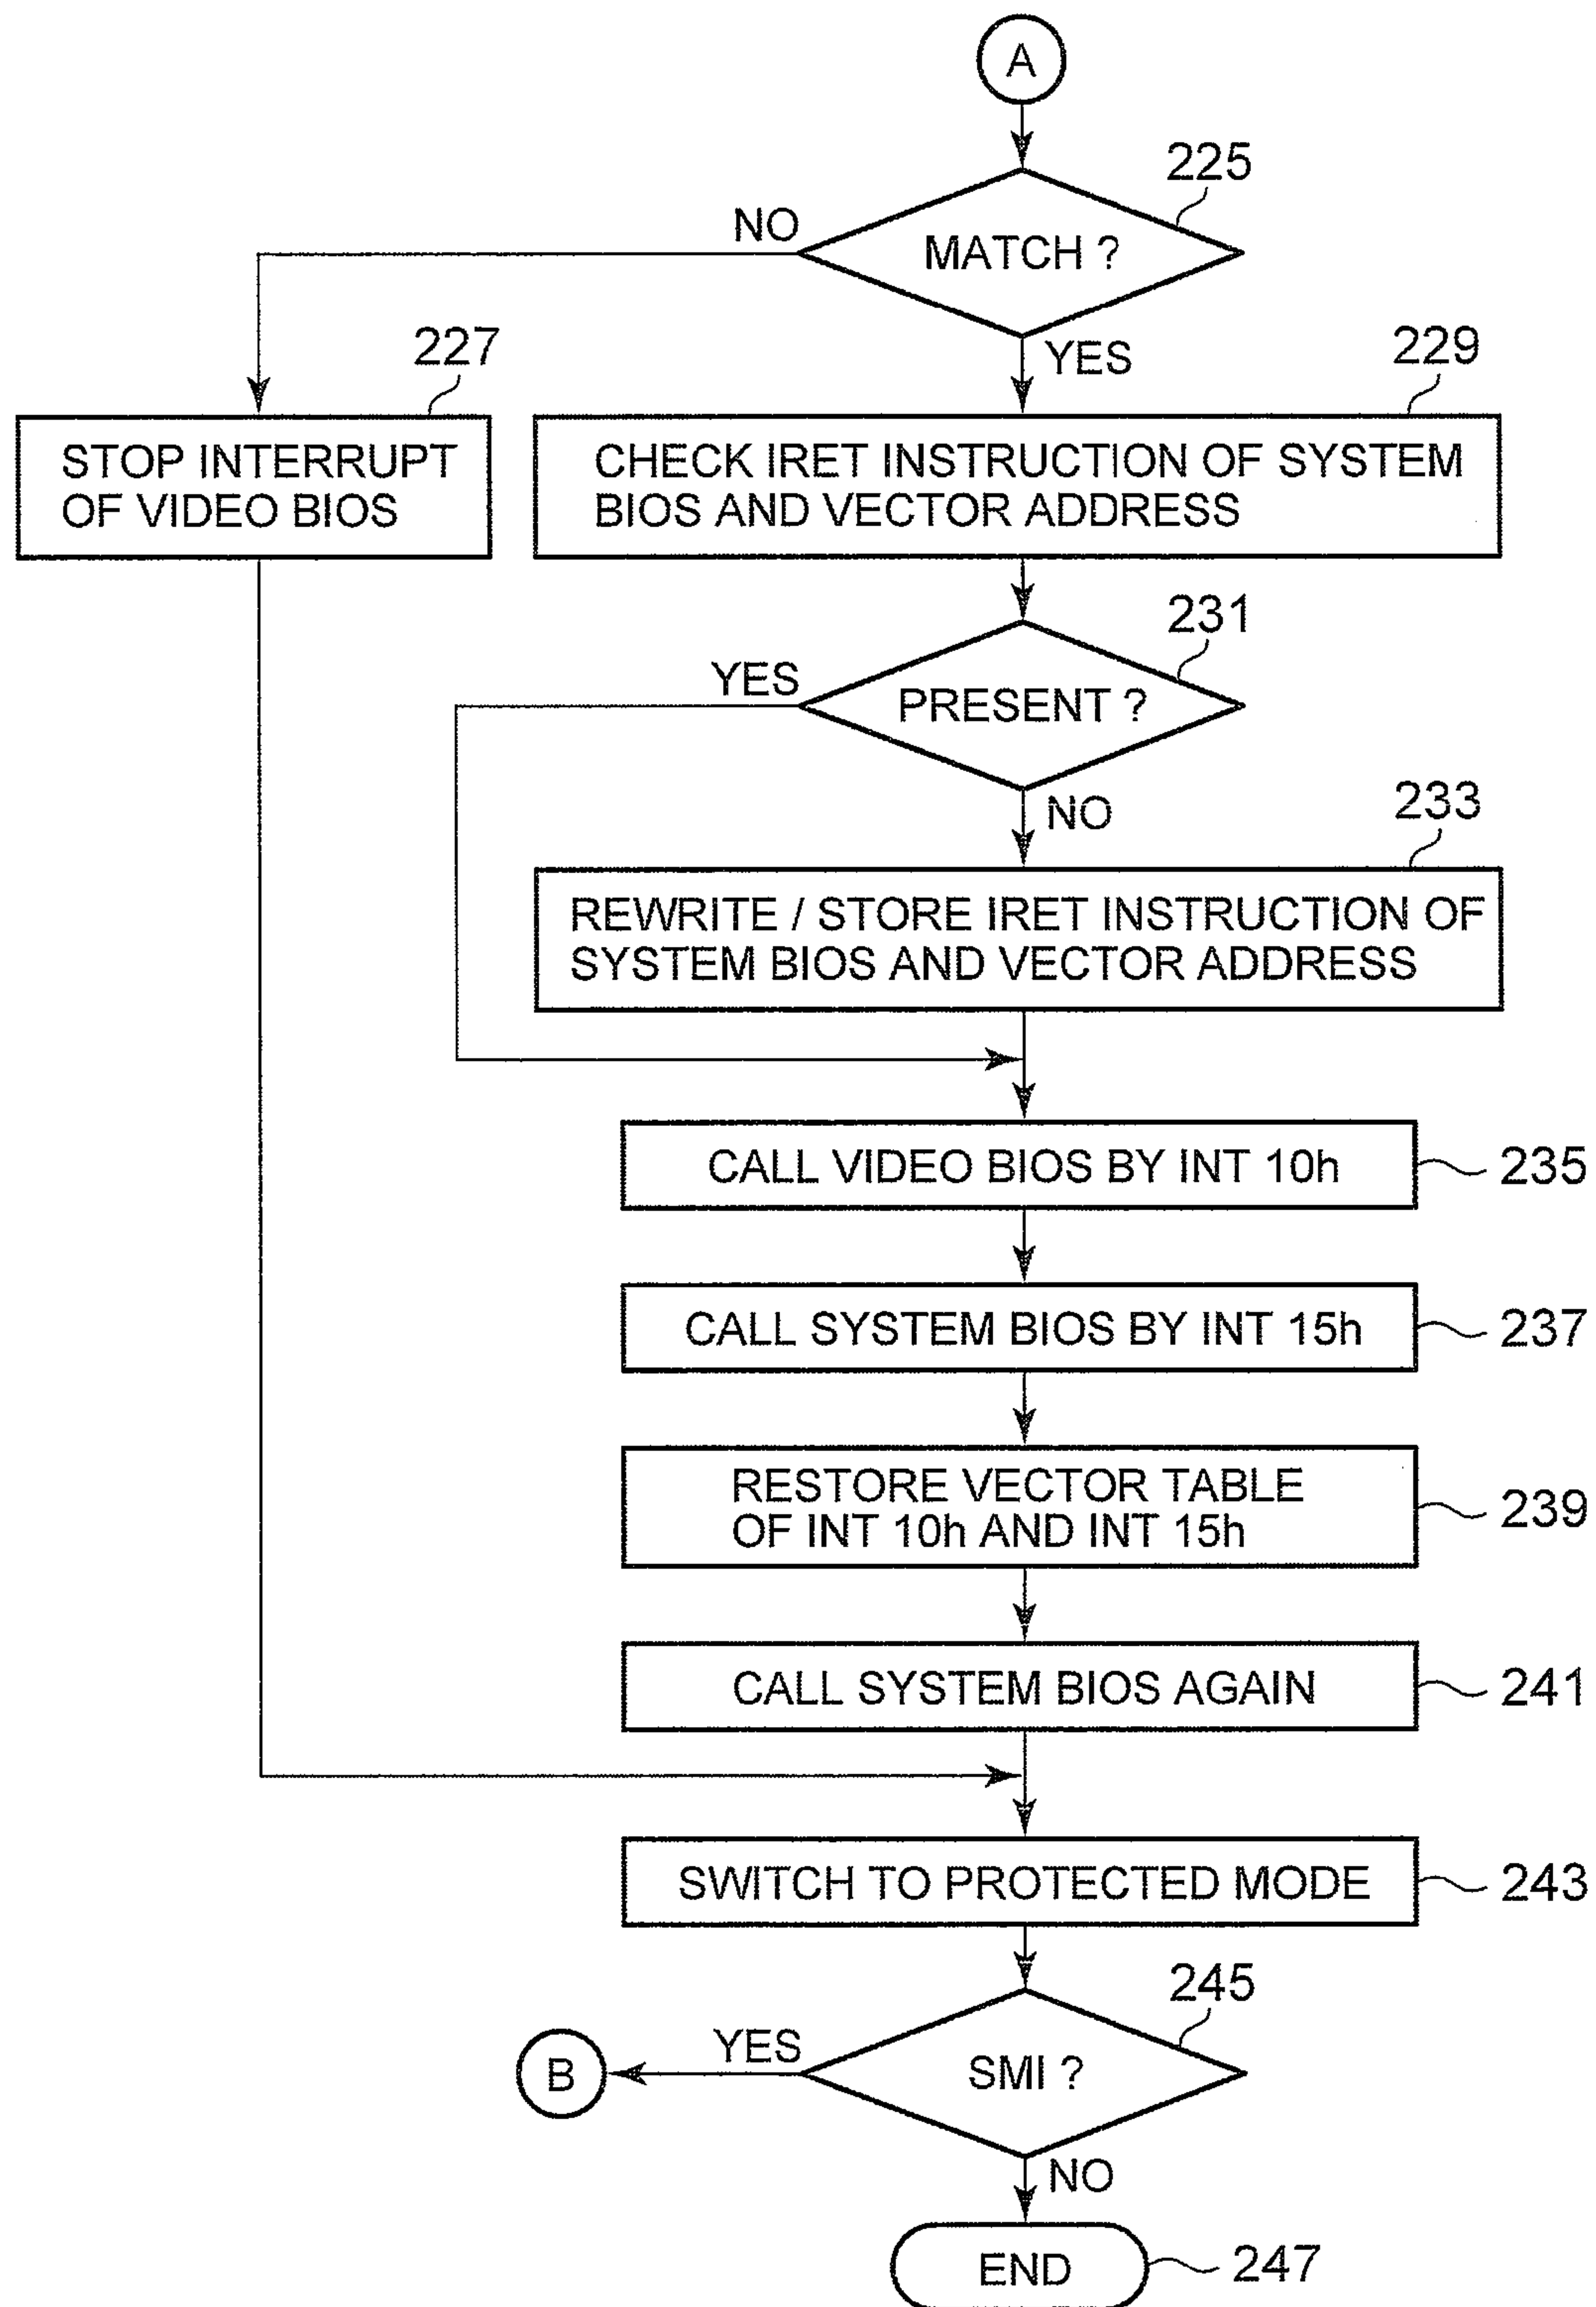 A
225
NO
MATCH ?
227
YES
229
STOP INTERRUPT
OF VIDEO BIOS
CHECK IRET INSTRUCTION OF SYSTEM
BIOS AND VECTOR ADDRESS
231
YES
PRESENT ?
NO
233
REWRITE / STORE IRET INSTRUCTION OF
SYSTEM BIOS AND VECTOR ADDRESS
CALL VIDEO BIOS BY INT 10h
235
CALL SYSTEM BIOS BY INT 15h
237
RESTORE VECTOR TABLE
OF INT 10h AND INT 15h
239
CALL SYSTEM BIOS AGAIN
241
SWITCH TO PROTECTED MODE
243
245
YES
B
SMI ?
NO
END
247